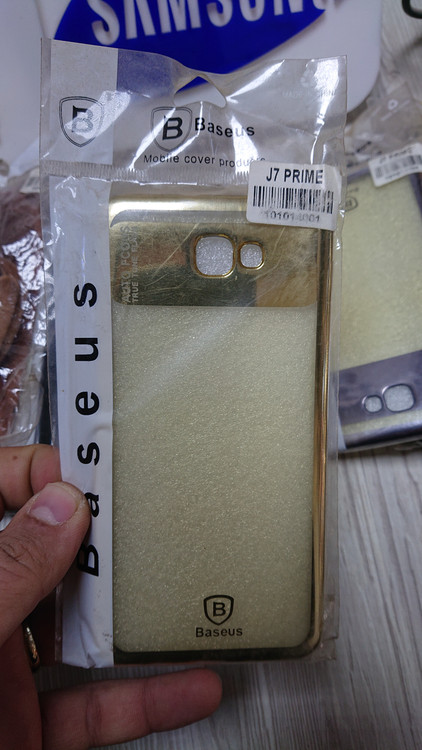 SAMSUNG
B
B Baseus
Mobile cover products
J7 PRIME
Baseus
B
Baseus